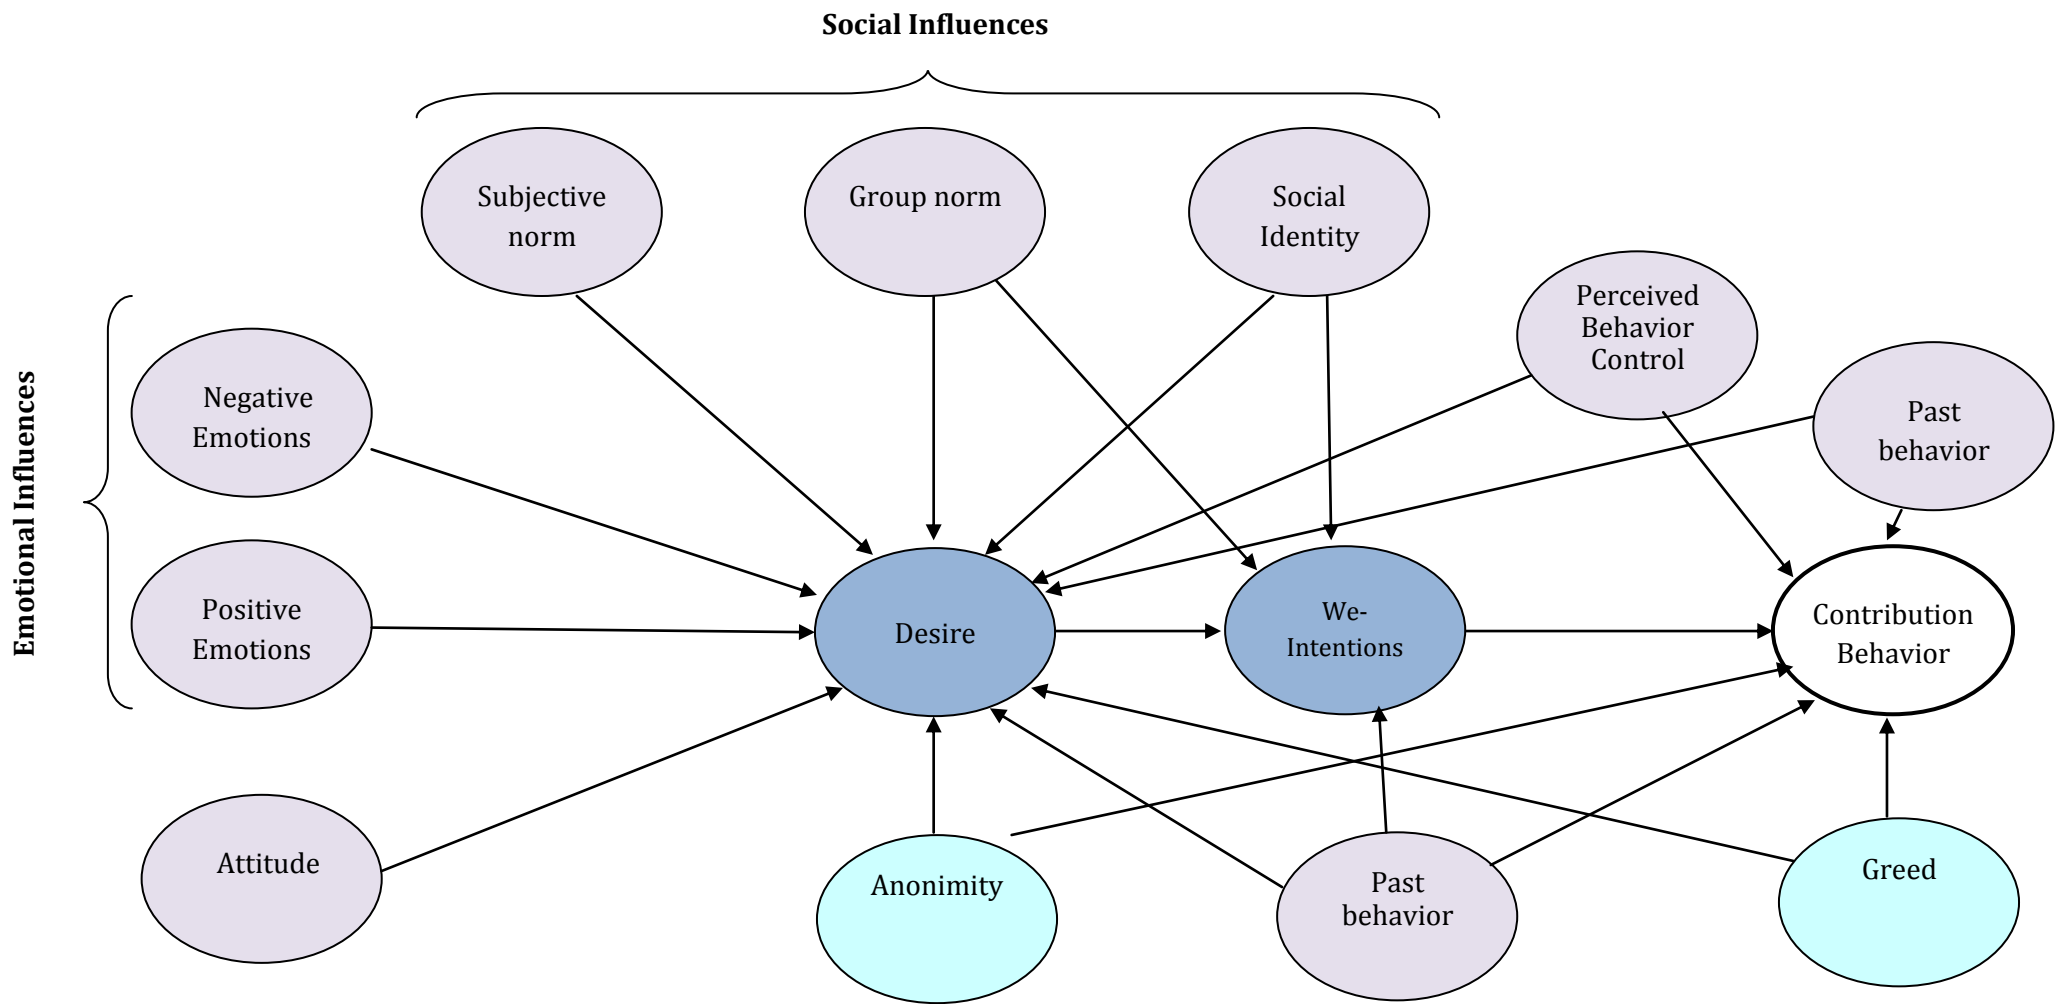 Social Influences
Subjective
norm
Group norm
Social
Identity
Perceived
Behavior
Control
Past
behavior
Emotional Influences
Negative
Emotions
Positive
Emotions
Desire
We-
Intentions
Contribution
Behavior
Attitude
Anonimity
Past
behavior
Greed